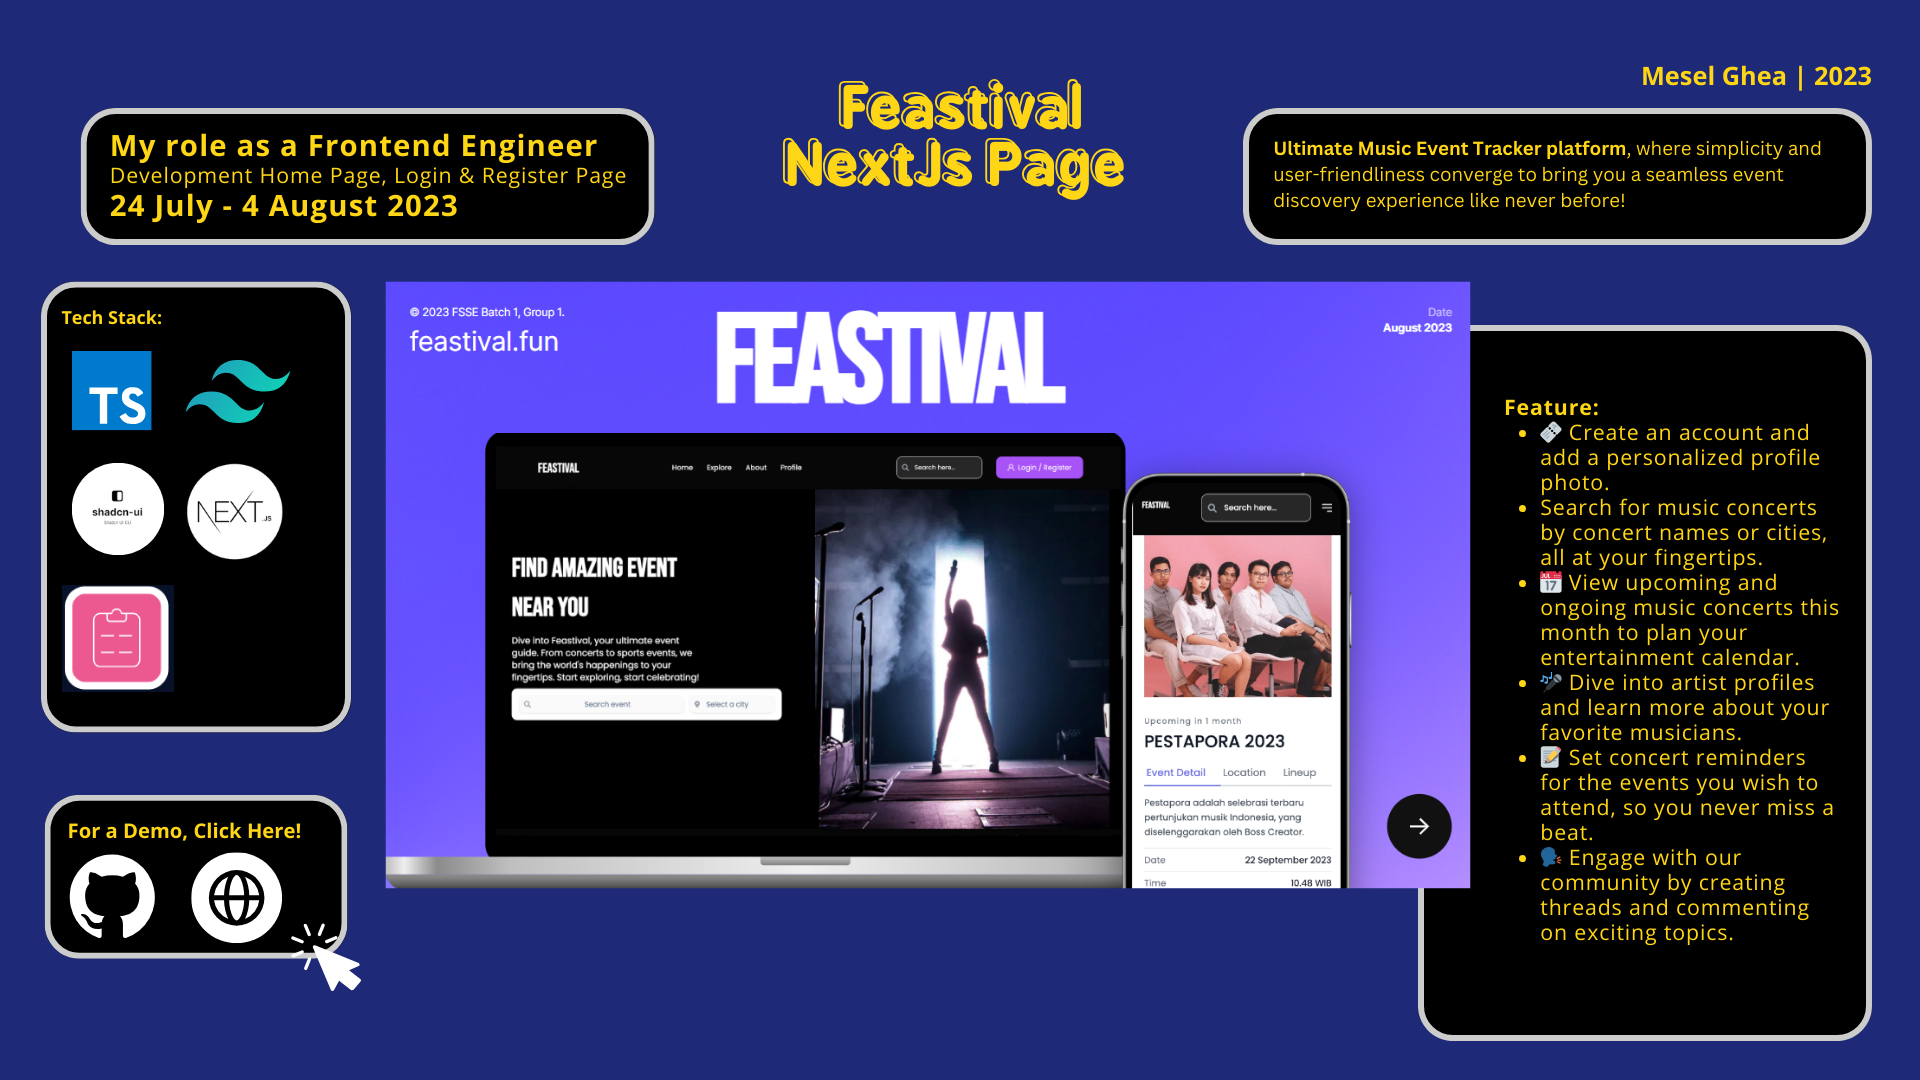 Mesel Ghea | 2023
Feastival
NextJs Page
My role as a Frontend Engineer
Development Home Page, Login & Register Page
24 July - 4 August 2023
Ultimate Music Event Tracker platform, where simplicity and
user-friendliness converge to bring you a seamless event
discovery experience like never before!
Tech Stack:
TS
shadcn-ui
Shadcn-UI CLI
NEXT.JS
For a Demo, Click Here!
© 2023 FSSE Batch 1, Group 1.
feastival.fun
FEASTIVAL
Date
August 2023
FEASTIVAL
Home Explore About Profile
Search here...
Login / Register
FIND AMAZING EVENT
NEAR YOU
Dive into Feastival, your ultimate event
guide. From concerts to sports events, we
bring the world's happenings to your
fingertips. Start exploring, start celebrating!
Search event
Select a city
FEASTIVAL
Search here...
Upcoming in 1 month
PESTAPORA 2023
Event Detail Location Lineup
Pestapora adalah selebrasi terbaru
pertunjukan musik Indonesia, yang
diselenggarakan oleh Boss Creator.
Date 22 September 2023
Time 10.48 WIB
Feature:
• 🎟️ Create an account and
add a personalized profile
photo.
• Search for music concerts
by concert names or cities,
all at your fingertips.
• 📅 View upcoming and
ongoing music concerts this
month to plan your
entertainment calendar.
• 🎤 Dive into artist profiles
and learn more about your
favorite musicians.
• 📝 Set concert reminders
for the events you wish to
attend, so you never miss a
beat.
• 🗣️ Engage with our
community by creating
threads and commenting
on exciting topics.